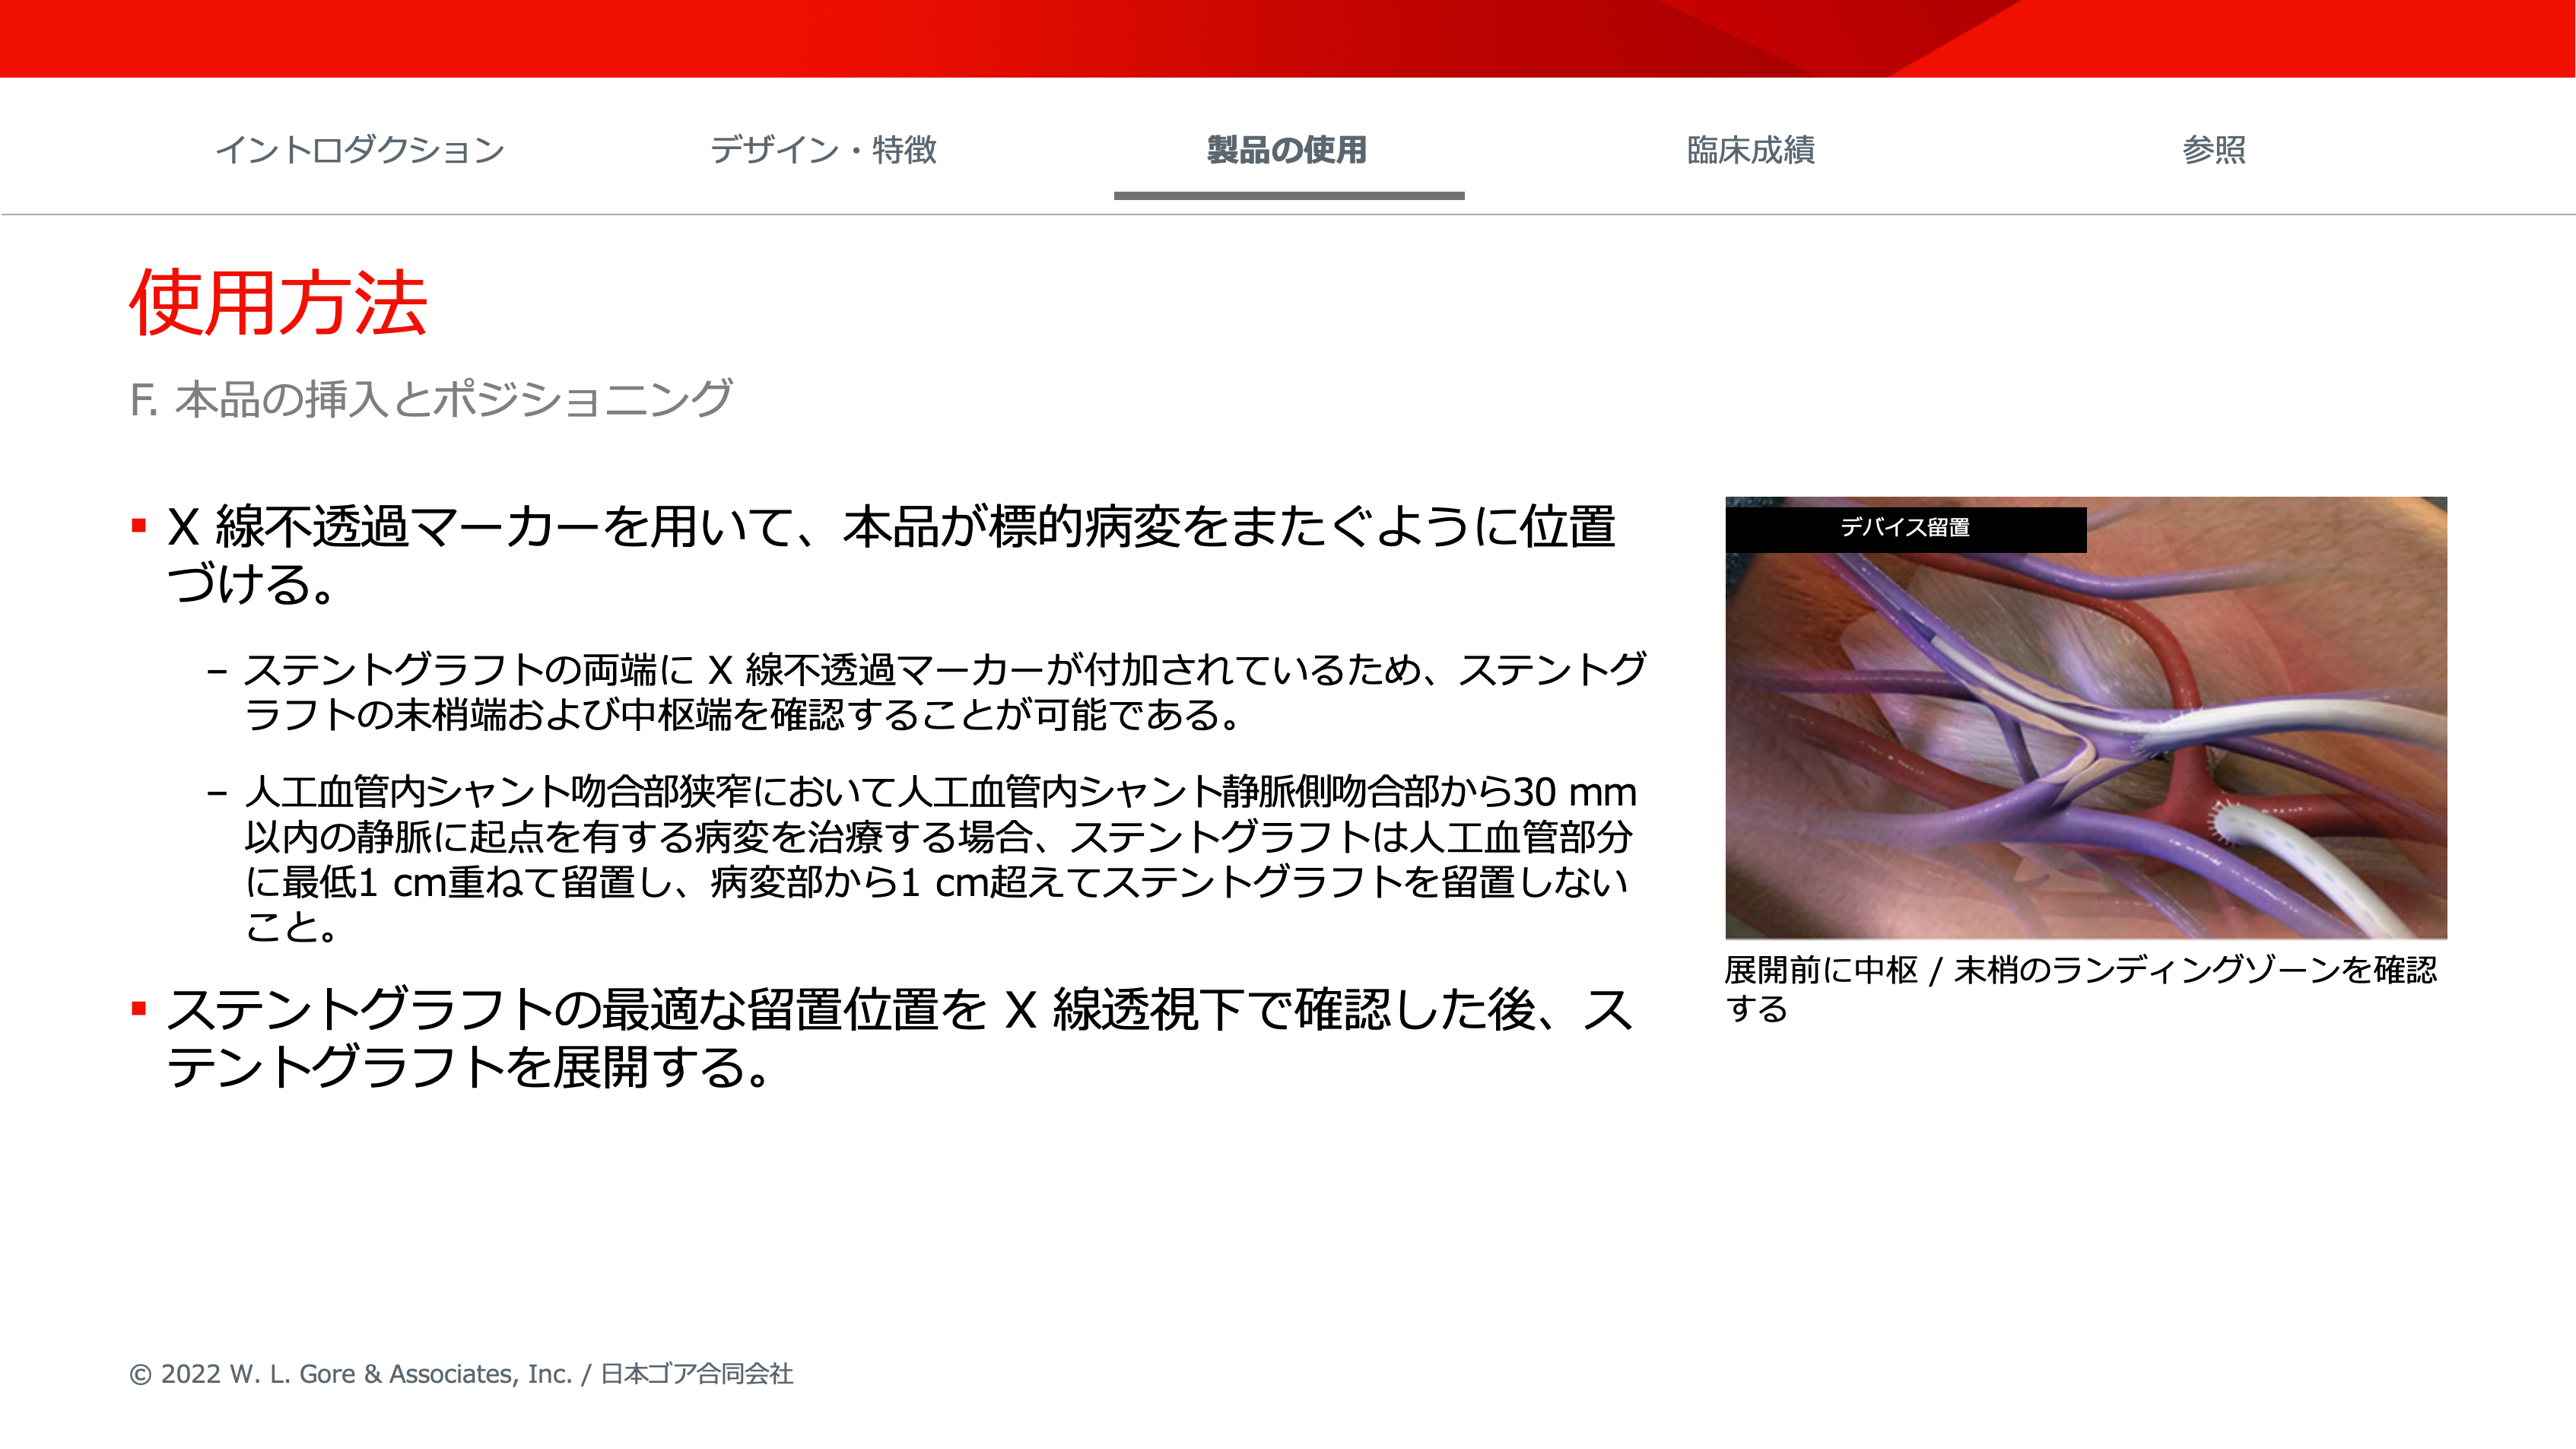 イントロダクション
デザイン・特徴
製品の使用
臨床成績
参照
使用方法
F. 本品の挿入とポジショニング
▪ X 線不透過マーカーを用いて、本品が標的病変をまたぐように位置
づける。
– ステントグラフトの両端に X 線不透過マーカーが付加されているため、ステントグ
ラフトの末梢端および中枢端を確認することが可能である。
– 人工血管内シャント吻合部狭窄において人工血管内シャント静脈側吻合部から30 mm
以内の静脈に起点を有する病変を治療する場合、ステントグラフトは人工血管部分
に最低1 cm重ねて留置し、病変部から1 cm超えてステントグラフトを留置しない
こと。
▪ ステントグラフトの最適な留置位置を X 線透視下で確認した後、ス
テントグラフトを展開する。
デバイス留置
展開前に中枢 / 末梢のランディングゾーンを確認
する
© 2022 W. L. Gore & Associates, Inc. / 日本ゴア合同会社